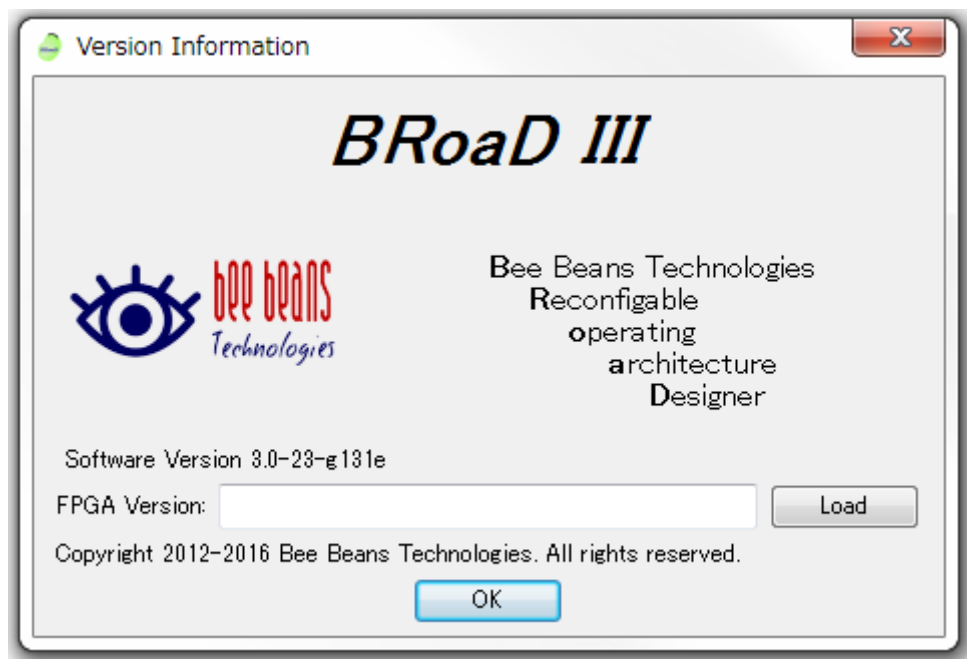 Version Information
BRoaD III
bee beans
Technologies
Bee Beans Technologies
Reconfigable
operating
architecture
Designer
Software Version 3.0-23-g131e
FPGA Version:
Load
Copyright 2012-2016 Bee Beans Technologies. All rights reserved.
OK